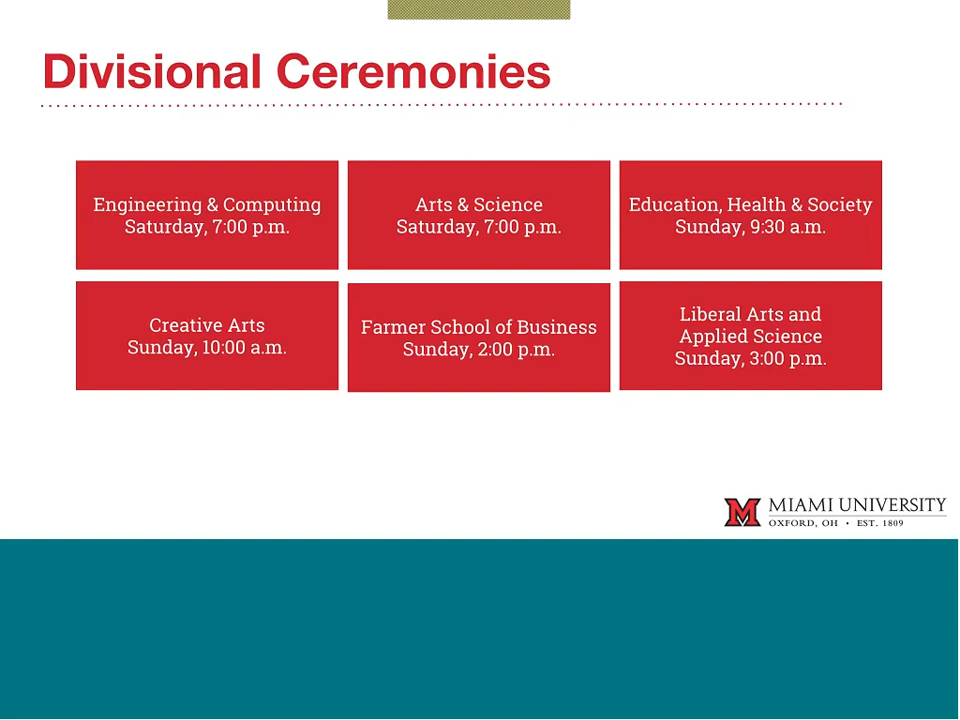 Divisional Ceremonies
Engineering & Computing
Saturday, 7:00 p.m.
Arts & Science
Saturday, 7:00 p.m.
Education, Health & Society
Sunday, 9:30 a.m.
Creative Arts
Sunday, 10:00 a.m.
Farmer School of Business
Sunday, 2:00 p.m.
Liberal Arts and
Applied Science
Sunday, 3:00 p.m.
M
MIAMI UNIVERSITY
OXFORD, OH • EST. 1809